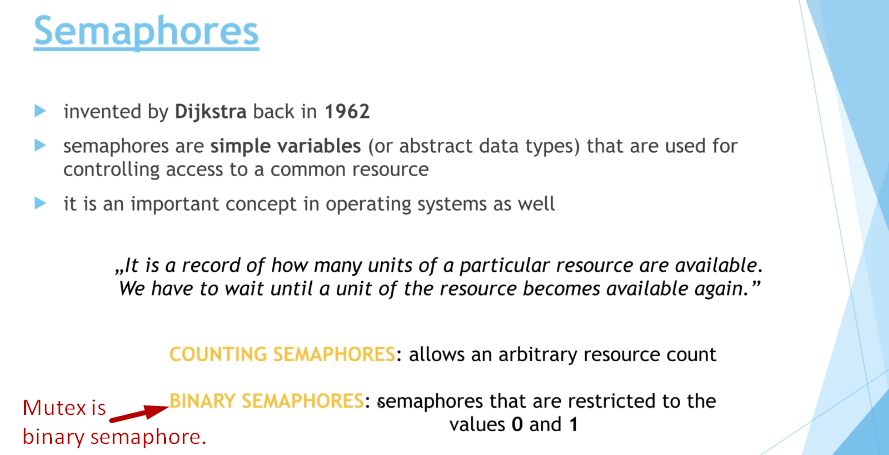 Semaphores
invented by Dijkstra back in 1962
semaphores are simple variables (or abstract data types) that are used for
controlling access to a common resource
it is an important concept in operating systems as well
„It is a record of how many units of a particular resource are available.
We have to wait until a unit of the resource becomes available again.”
COUNTING SEMAPHORES: allows an arbitrary resource count
BINARY SEMAPHORES: semaphores that are restricted to the
values 0 and 1
Mutex is
binary semaphore.